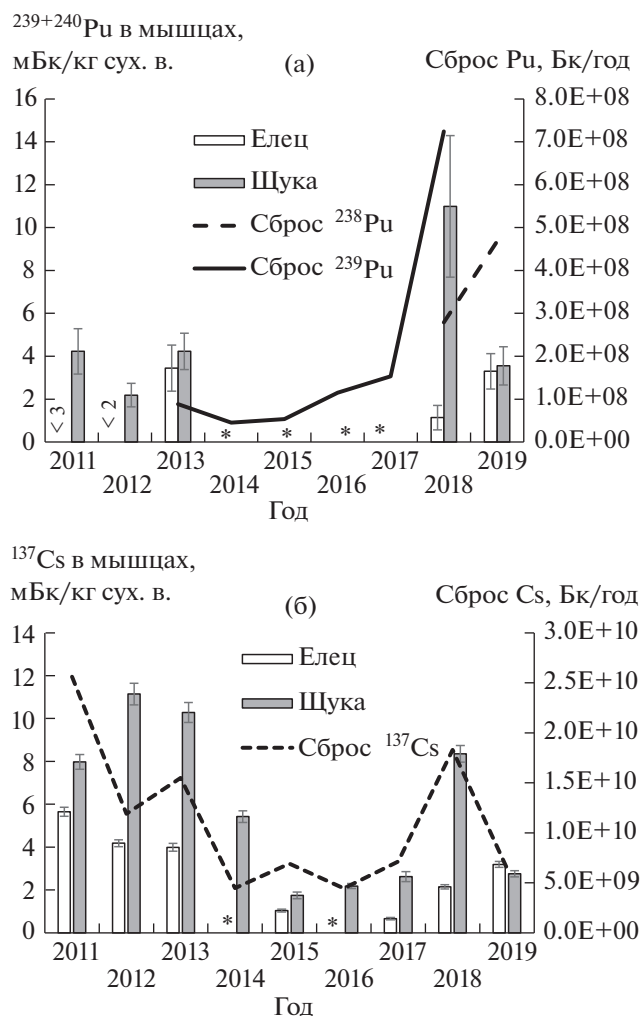 ²³⁹⁺²⁴⁰Pu в мышцах,
мБк/кг сух. в.
(а)
Сброс Pu, Бк/год
16
14
12
10
8
6
4
2
0
8.0E+08
7.0E+08
6.0E+08
5.0E+08
4.0E+08
3.0E+08
2.0E+08
1.0E+08
0.0E+00
Елец
Щука
Сброс ²³⁸Pu
Сброс ²³⁹Pu
< 3
< 2
* * * *
2011 2013 2015 2017 2019
2012 2014 2016 2018
Год
¹³⁷Cs в мышцах,
мБк/кг сух. в.
(б)
Сброс Cs, Бк/год
14
12
10
8
6
4
2
0
3.0E+10
2.5E+10
2.0E+10
1.5E+10
1.0E+10
5.0E+09
0.0E+00
Елец
Щука
Сброс ¹³⁷Cs
* *
2011 2013 2015 2017 2019
2012 2014 2016 2018
Год